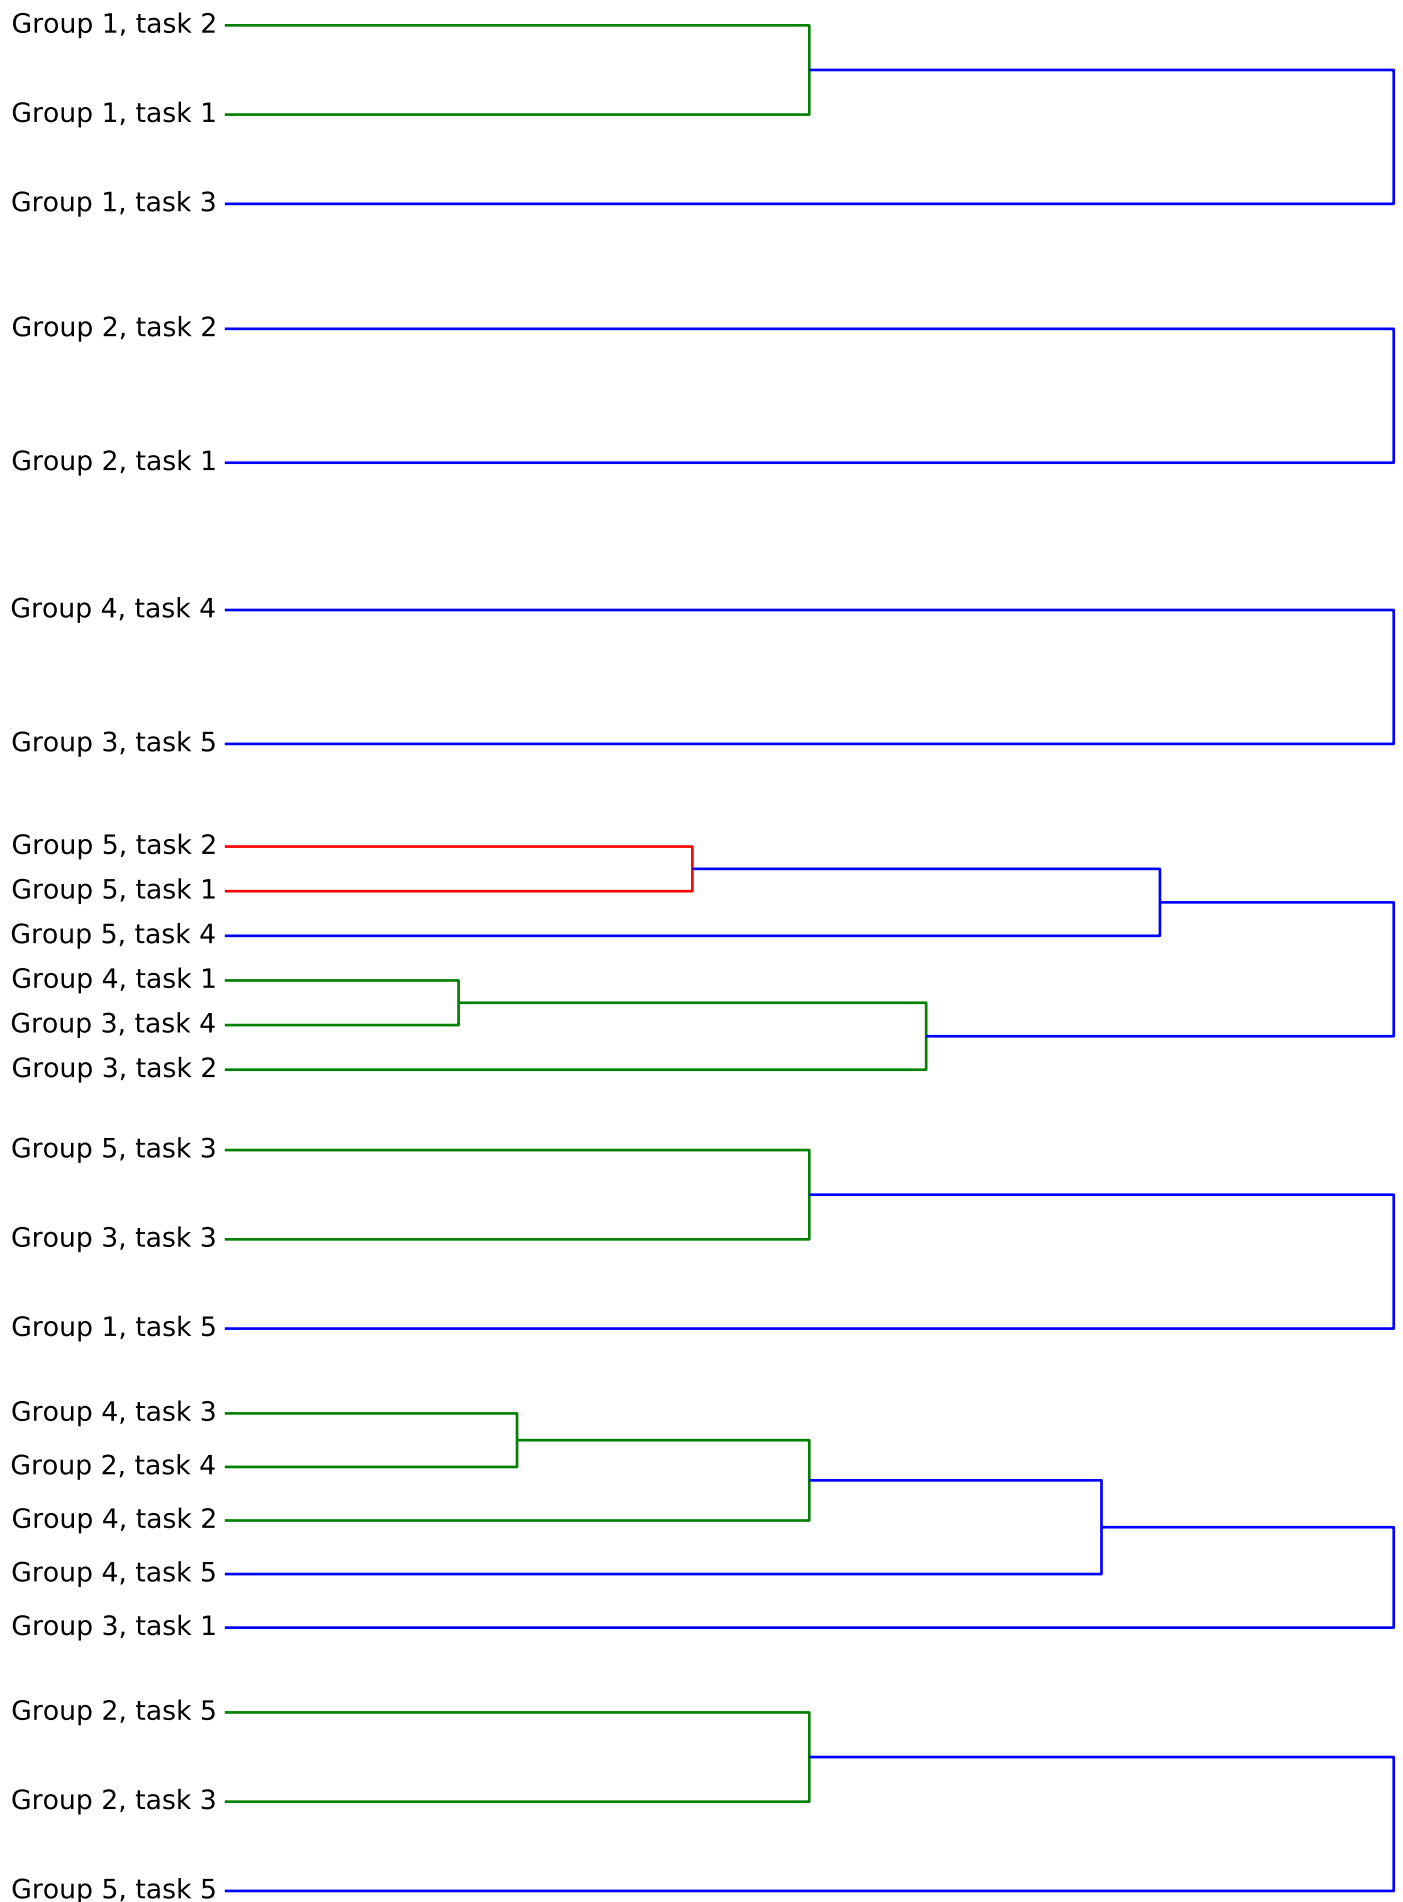 Group 1, task 2
Group 1, task 1
Group 1, task 3
Group 2, task 2
Group 2, task 1
Group 4, task 4
Group 3, task 5
Group 5, task 2
Group 5, task 1
Group 5, task 4
Group 4, task 1
Group 3, task 4
Group 3, task 2
Group 5, task 3
Group 3, task 3
Group 1, task 5
Group 4, task 3
Group 2, task 4
Group 4, task 2
Group 4, task 5
Group 3, task 1
Group 2, task 5
Group 2, task 3
Group 5, task 5